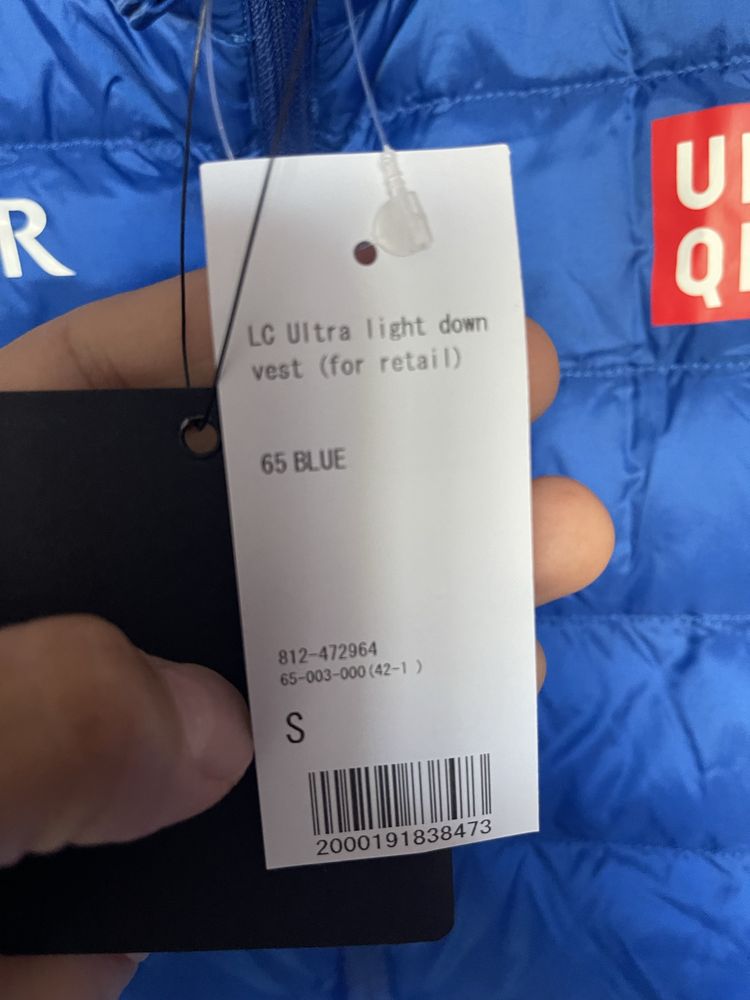 R
U
Q
LC Ultra light down
vest (for retail)
65 BLUE
812-472964
65-003-000(42-1 )
S
2000191838473